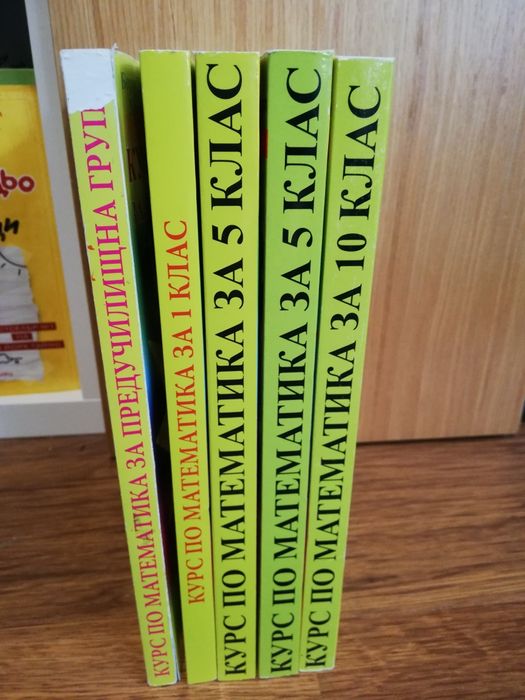 КУРС ПО МАТЕМАТИКА ЗА ПРЕДУЧИЛИЩНА ГРУП
КУРС ПО МАТЕМАТИКА ЗА 1 КЛАС
КУРС ПО МАТЕМАТИКА ЗА 5 КЛАС
КУРС ПО МАТЕМАТИКА ЗА 5 КЛАС
КУРС ПО МАТЕМАТИКА ЗА 10 КЛАС